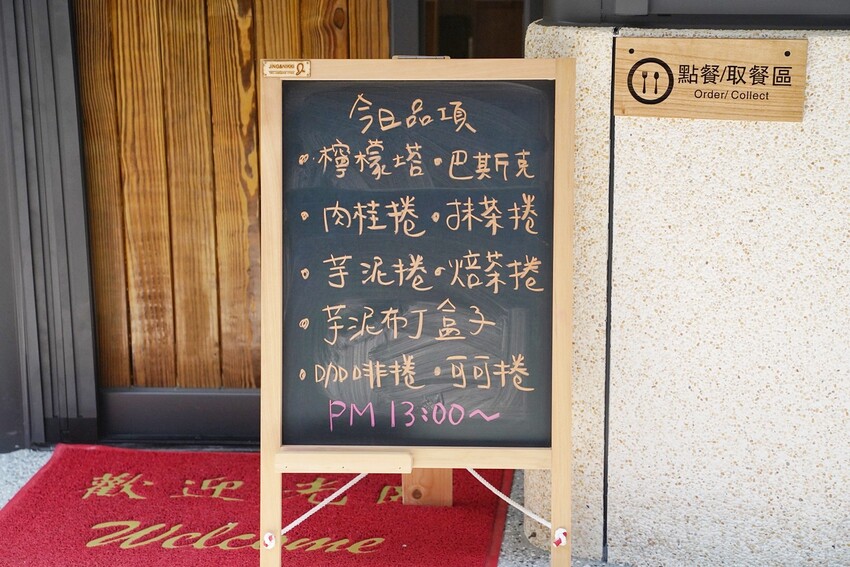 今日品項
•檸檬塔•巴斯克
•肉桂捲•抹茶捲
•芋泥捲•焙茶捲
•芋泥布丁盒子
•咖啡捲•可可捲
PM 13:00~
點餐/取餐區
Order/Collect
歡迎光
Welcome